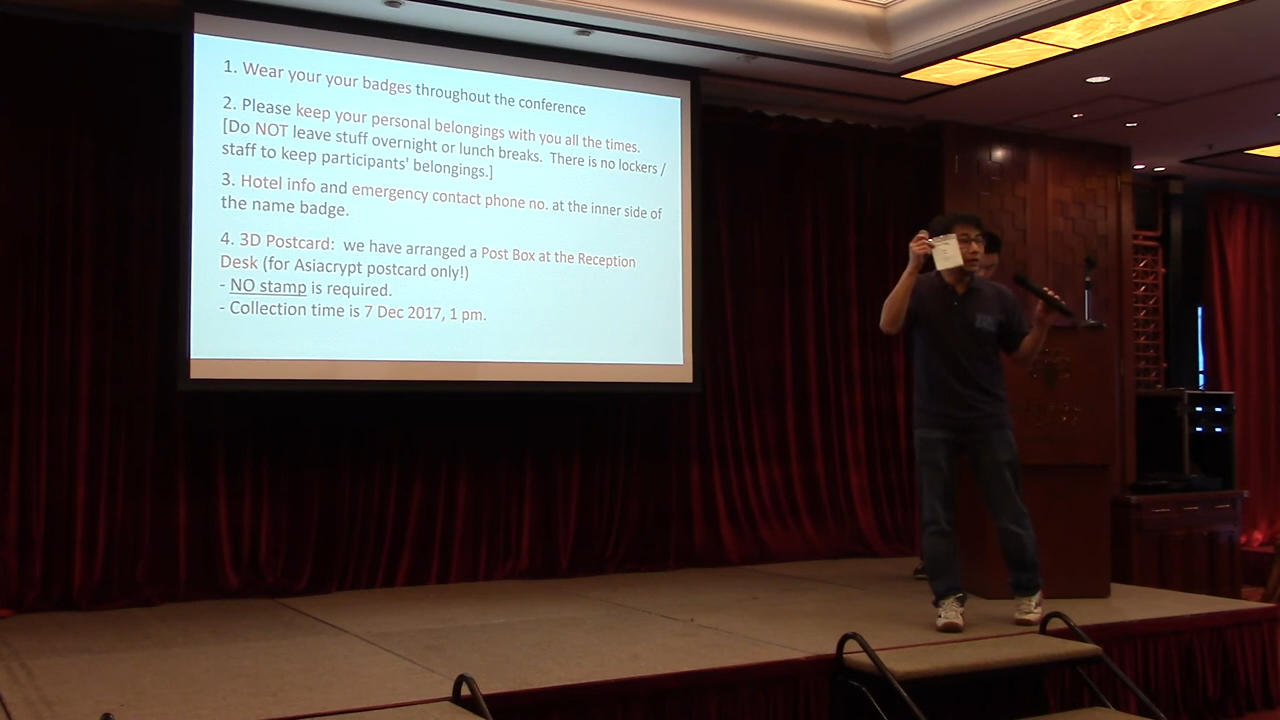 1. Wear your your badges throughout the conference
2. Please keep your personal belongings with you all the times.
[Do NOT leave stuff overnight or lunch breaks. There is no lockers /
staff to keep participants' belongings.]
3. Hotel info and emergency contact phone no. at the inner side of
the name badge.
4. 3D Postcard: we have arranged a Post Box at the Reception
Desk (for Asiacrypt postcard only!)
- NO stamp is required.
- Collection time is 7 Dec 2017, 1 pm.